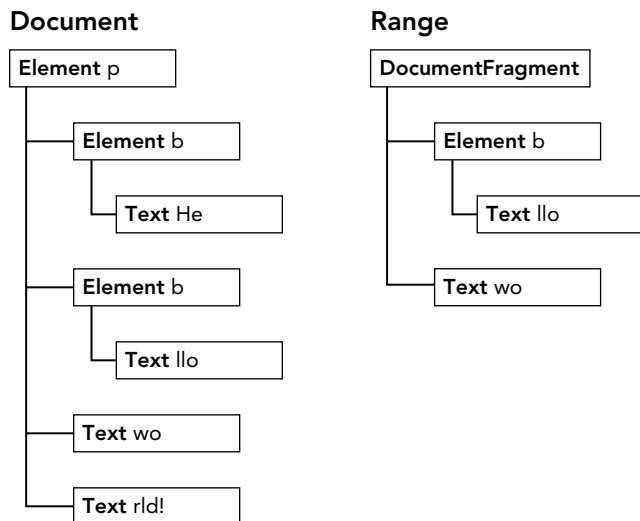 Document
Element p
Element b
Text He
Element b
Text llo
Text wo
Text rld!
Range
DocumentFragment
Element b
Text llo
Text wo